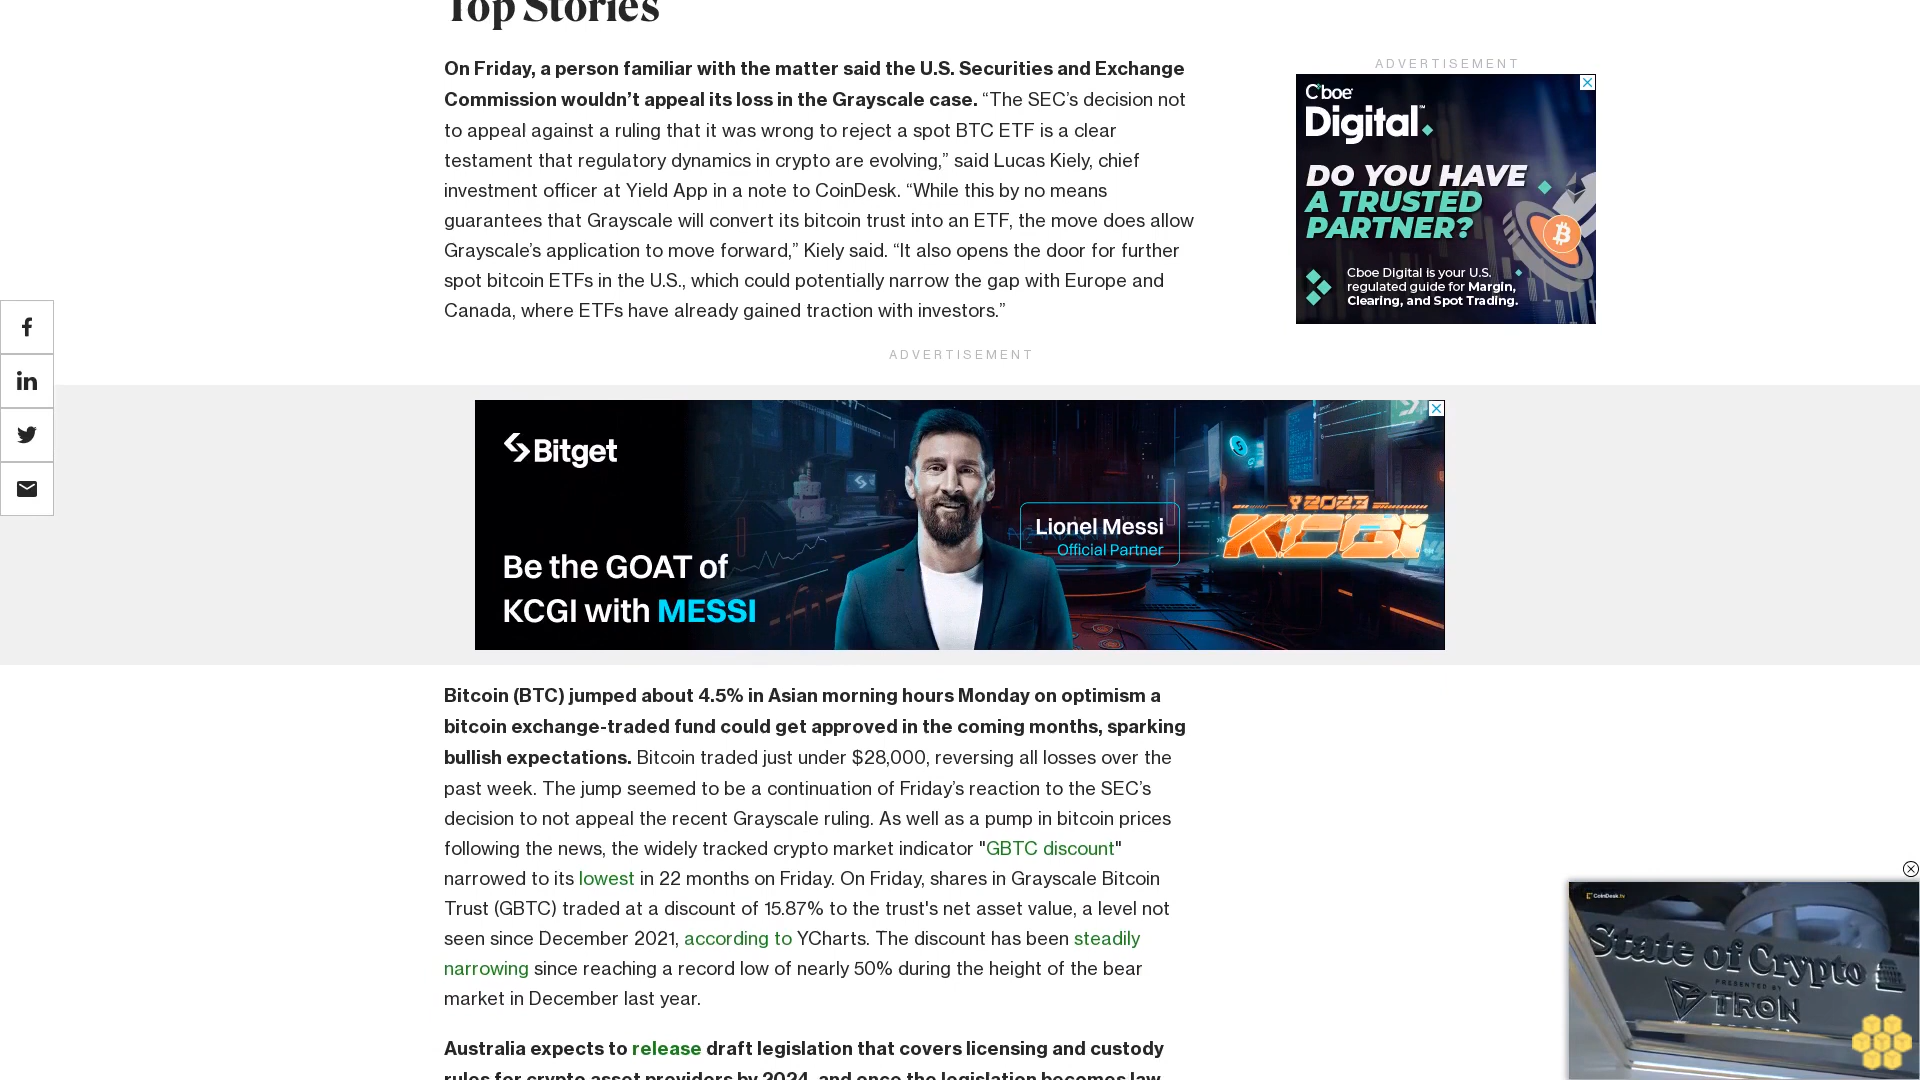 Top Stories
On Friday, a person familiar with the matter said the U.S. Securities and Exchange
Commission wouldn’t appeal its loss in the Grayscale case. “The SEC’s decision not
to appeal against a ruling that it was wrong to reject a spot BTC ETF is a clear
testament that regulatory dynamics in crypto are evolving,” said Lucas Kiely, chief
investment officer at Yield App in a note to CoinDesk. “While this by no means
guarantees that Grayscale will convert its bitcoin trust into an ETF, the move does allow
Grayscale’s application to move forward,” Kiely said. “It also opens the door for further
spot bitcoin ETFs in the U.S., which could potentially narrow the gap with Europe and
Canada, where ETFs have already gained traction with investors.”
ADVERTISEMENT
Cboe
Digital™
DO YOU HAVE
A TRUSTED
PARTNER?
Cboe Digital is your U.S.
regulated guide for Margin,
Clearing, and Spot Trading.
ADVERTISEMENT
Bitget
Be the GOAT of
KCGI with MESSI
Lionel Messi
Official Partner
Y2023
KCGI
Bitcoin (BTC) jumped about 4.5% in Asian morning hours Monday on optimism a
bitcoin exchange-traded fund could get approved in the coming months, sparking
bullish expectations. Bitcoin traded just under $28,000, reversing all losses over the
past week. The jump seemed to be a continuation of Friday’s reaction to the SEC’s
decision to not appeal the recent Grayscale ruling. As well as a pump in bitcoin prices
following the news, the widely tracked crypto market indicator "GBTC discount"
narrowed to its lowest in 22 months on Friday. On Friday, shares in Grayscale Bitcoin
Trust (GBTC) traded at a discount of 15.87% to the trust's net asset value, a level not
seen since December 2021, according to YCharts. The discount has been steadily
narrowing since reaching a record low of nearly 50% during the height of the bear
market in December last year.
Australia expects to release draft legislation that covers licensing and custody
rules for crypto asset providers by 2024, and once the legislation becomes law,
CoinDesk.tv
State of Crypto
PRESENTED BY
TRON